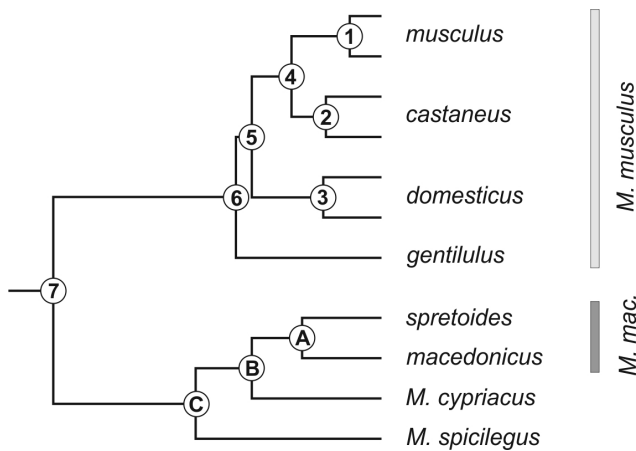 1
musculus
4
2
castaneus
5
6
3
domesticus
gentilulus
M. musculus
7
A
spretoides
B
macedonicus
M. mac.
C
M. cypriacus
M. spicilegus